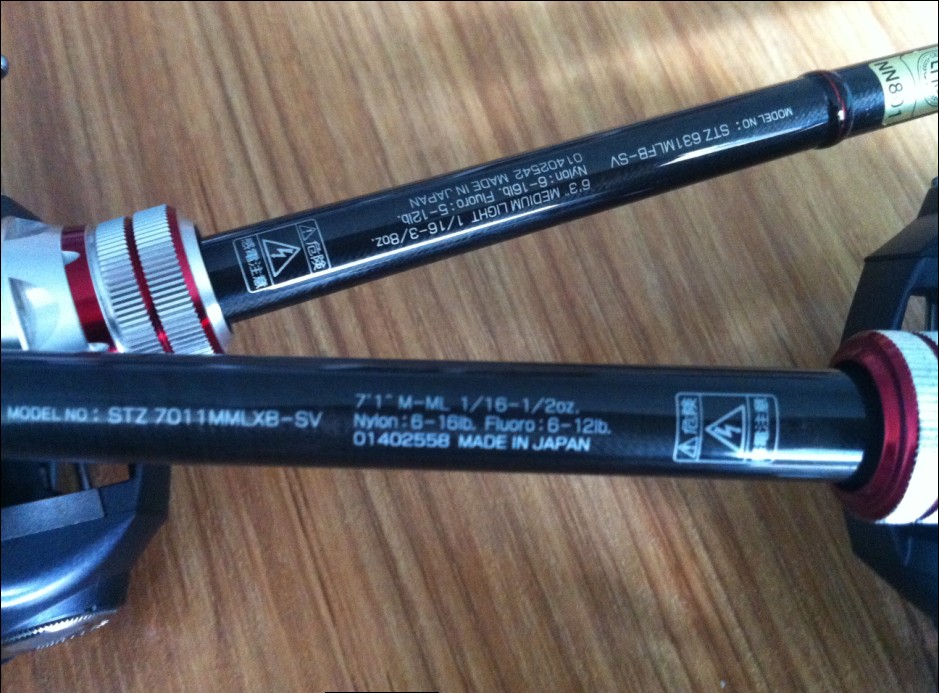 MODEL NO : STZ 631MLFB-SV
6'3" MEDIUM LIGHT 1/16-3/8oz.
Nylon : 6-16lb. Fluoro : 5-12lb.
01402542 MADE IN JAPAN
危険
感電注意
MODEL NO : STZ 7011MMLXB-SV
7'1" M-ML 1/16-1/2oz.
Nylon : 6-16lb. Fluoro : 6-12lb.
01402558 MADE IN JAPAN
危険
感電注意